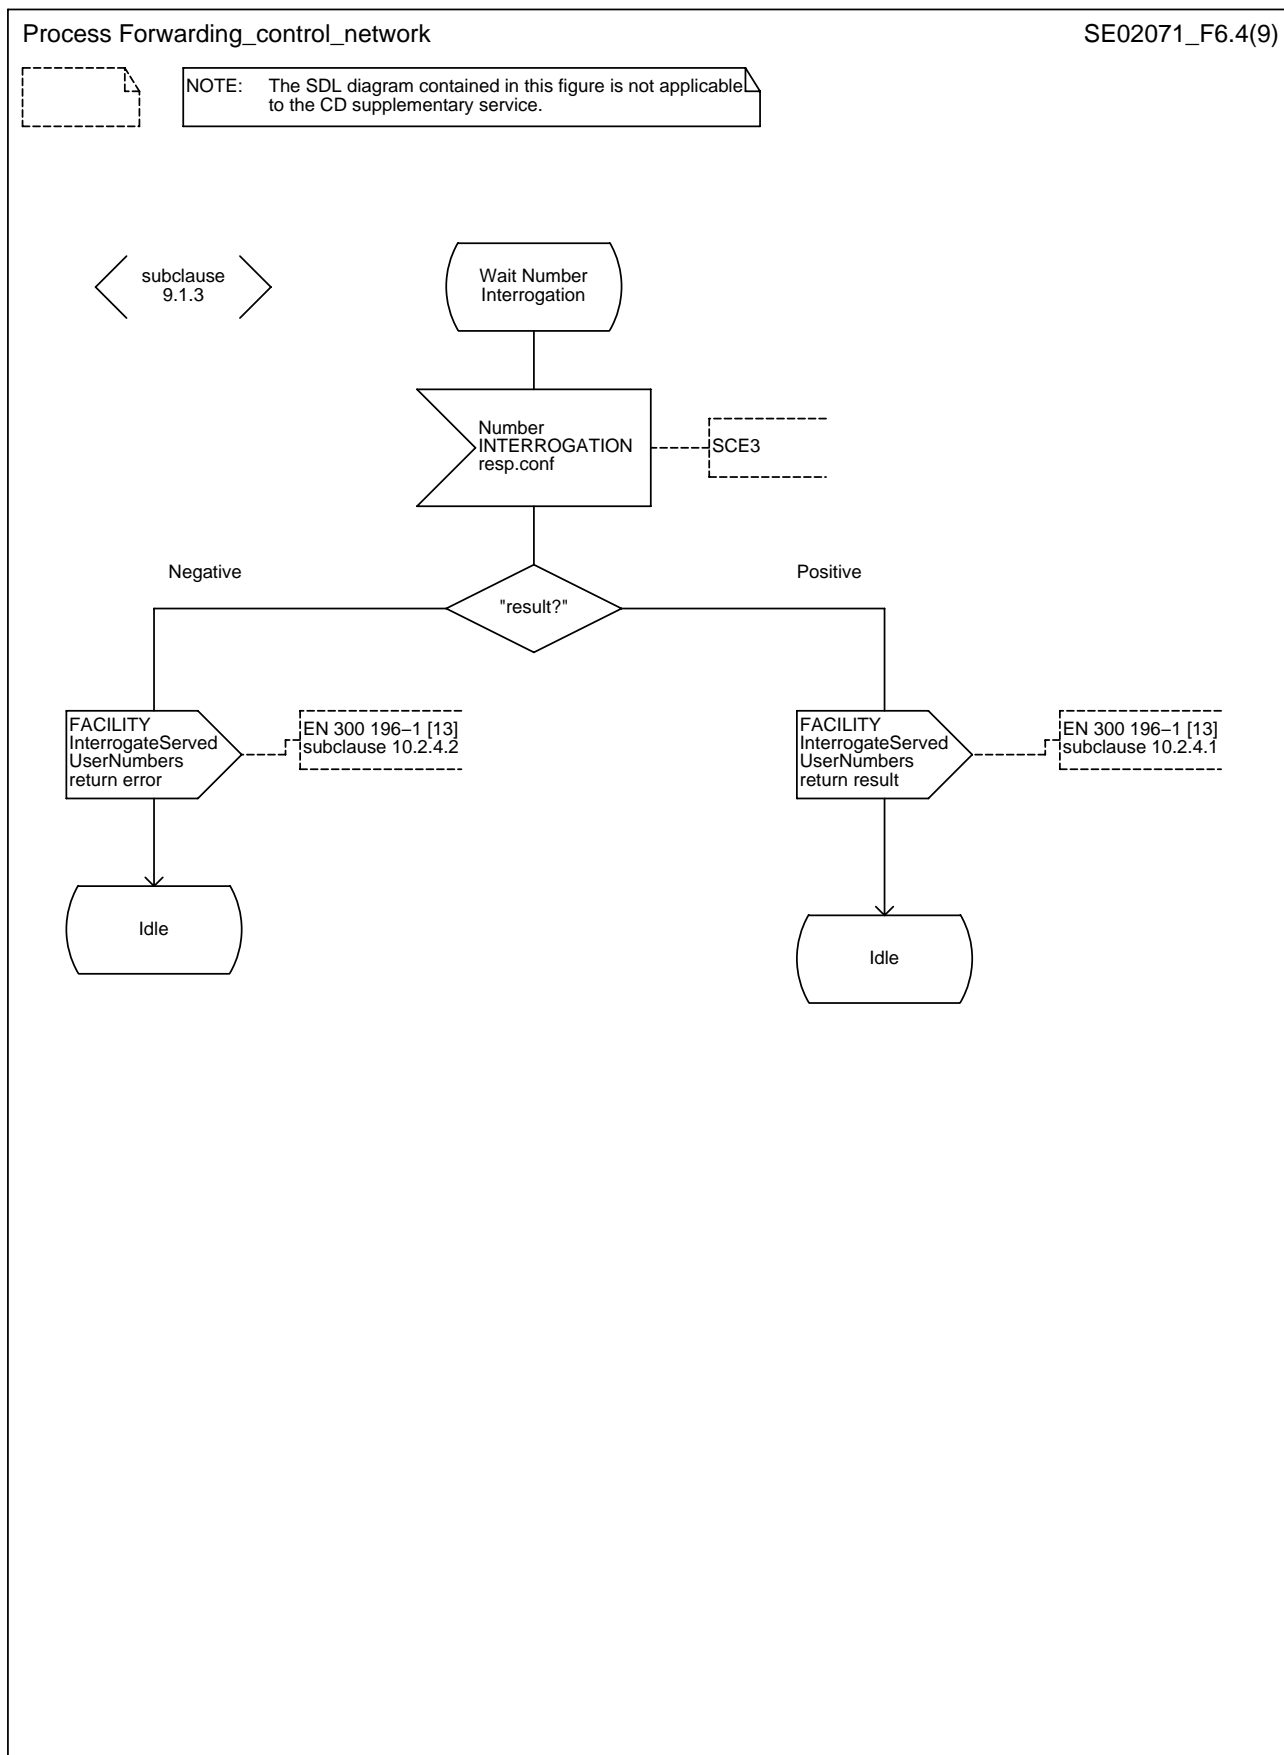 Process Forwarding_control_network
SE02071_F6.4(9)
NOTE: The SDL diagram contained in this figure is not applicable
to the CD supplementary service.
subclause
9.1.3
Wait Number
Interrogation
Number
INTERROGATION
resp.conf
SCE3
Negative
"result?"
Positive
FACILITY
InterrogateServed
UserNumbers
return error
EN 300 196–1 [13]
subclause 10.2.4.2
FACILITY
InterrogateServed
UserNumbers
return result
EN 300 196–1 [13]
subclause 10.2.4.1
Idle
Idle